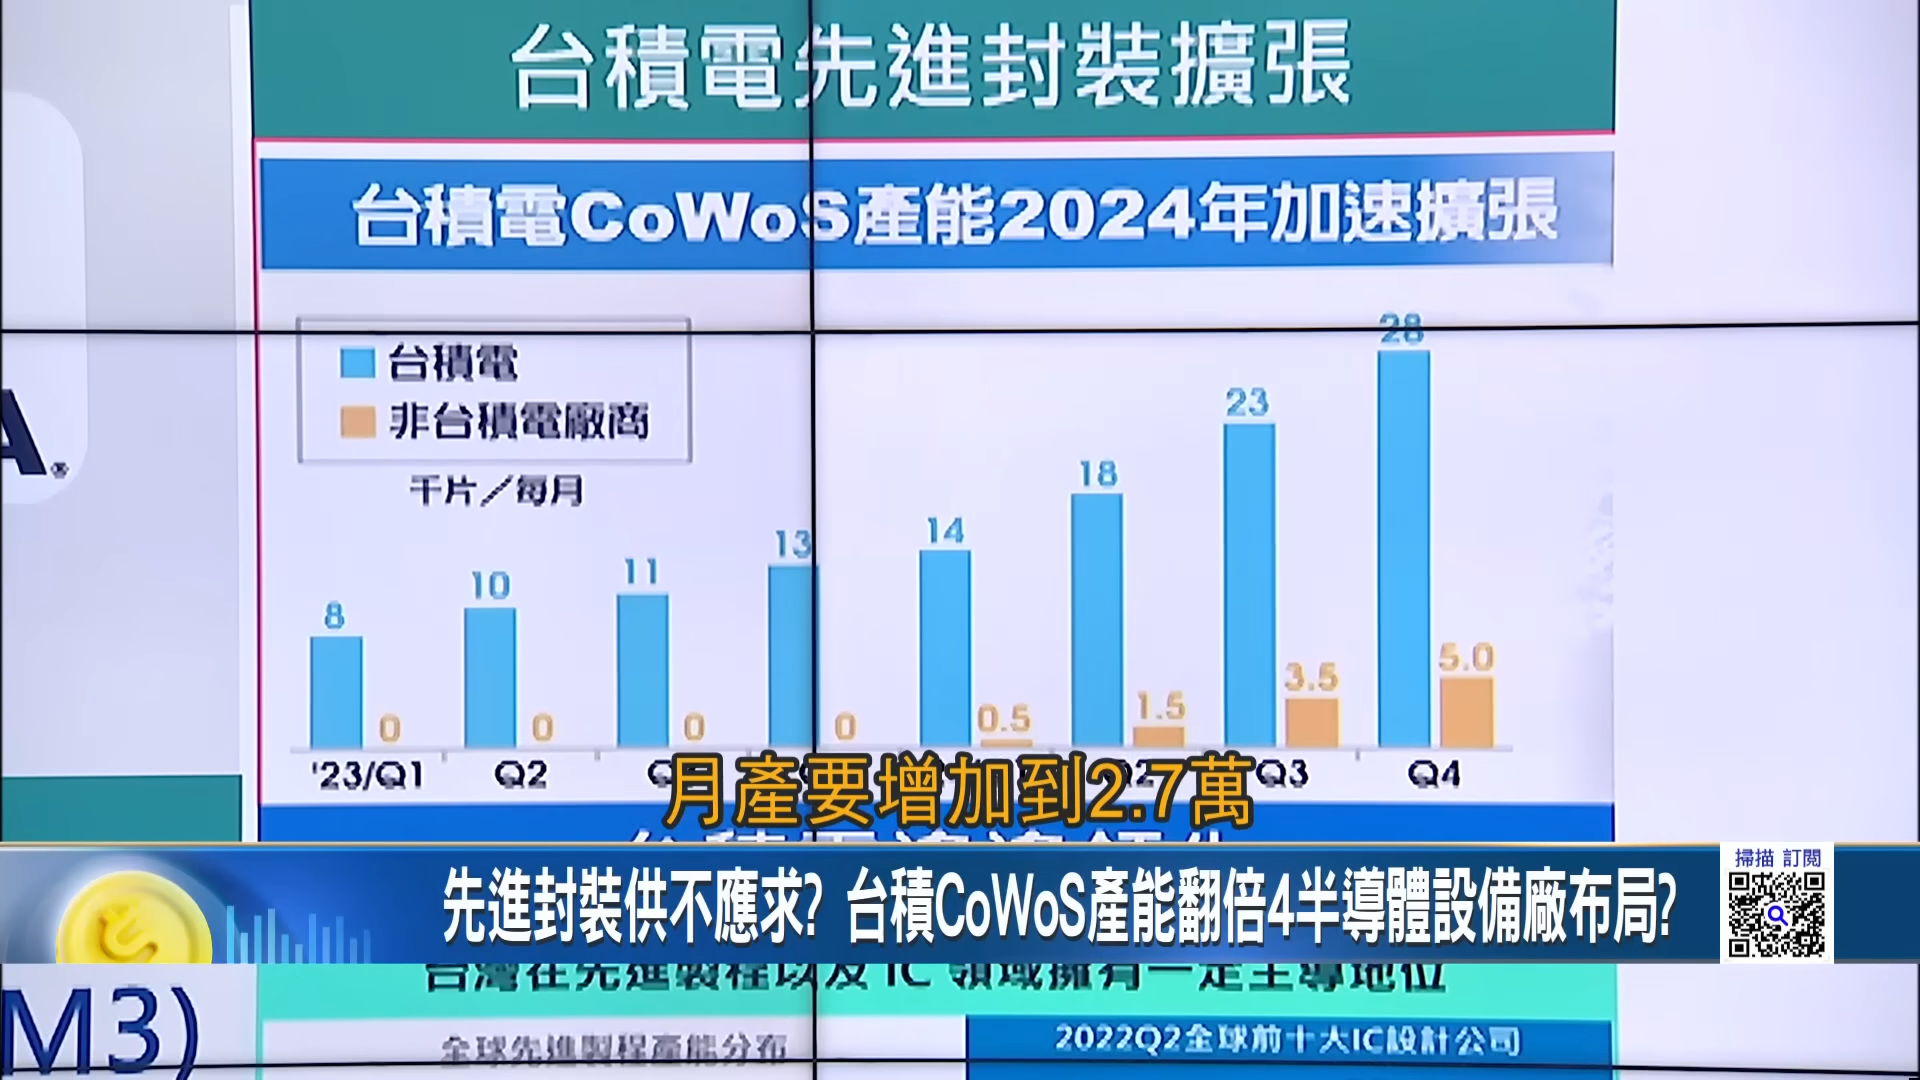 台積電先進封裝擴張
台積電CoWoS產能2024年加速擴張
A®
台積電
非台積電廠商
千片／每月
8 0 10 0 11 0 13 0 14 0.5 18 1.5 23 3.5 28 5.0
'23/Q1 Q2 Q3 Q4
月產要增加到2.7萬
先進封裝供不應求? 台積CoWoS產能翻倍4半導體設備廠布局?
掃描 訂閱
台灣在先進製程以及 IC 領域擁有一定主導地位
M3)
全球先進製程產能分布
2022Q2全球前十大IC設計公司